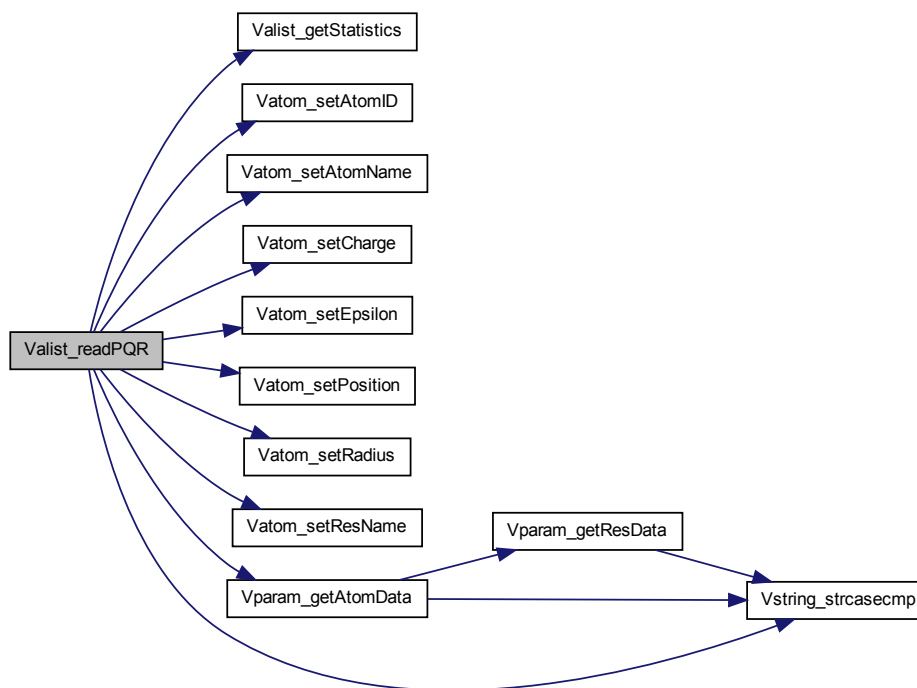 Valist_getStatistics
Vatom_setAtomID
Vatom_setAtomName
Vatom_setCharge
Vatom_setEpsilon
Valist_readPQR
Vatom_setPosition
Vatom_setRadius
Vatom_setResName
Vparam_getResData
Vparam_getAtomData
Vstring_strcasecmp